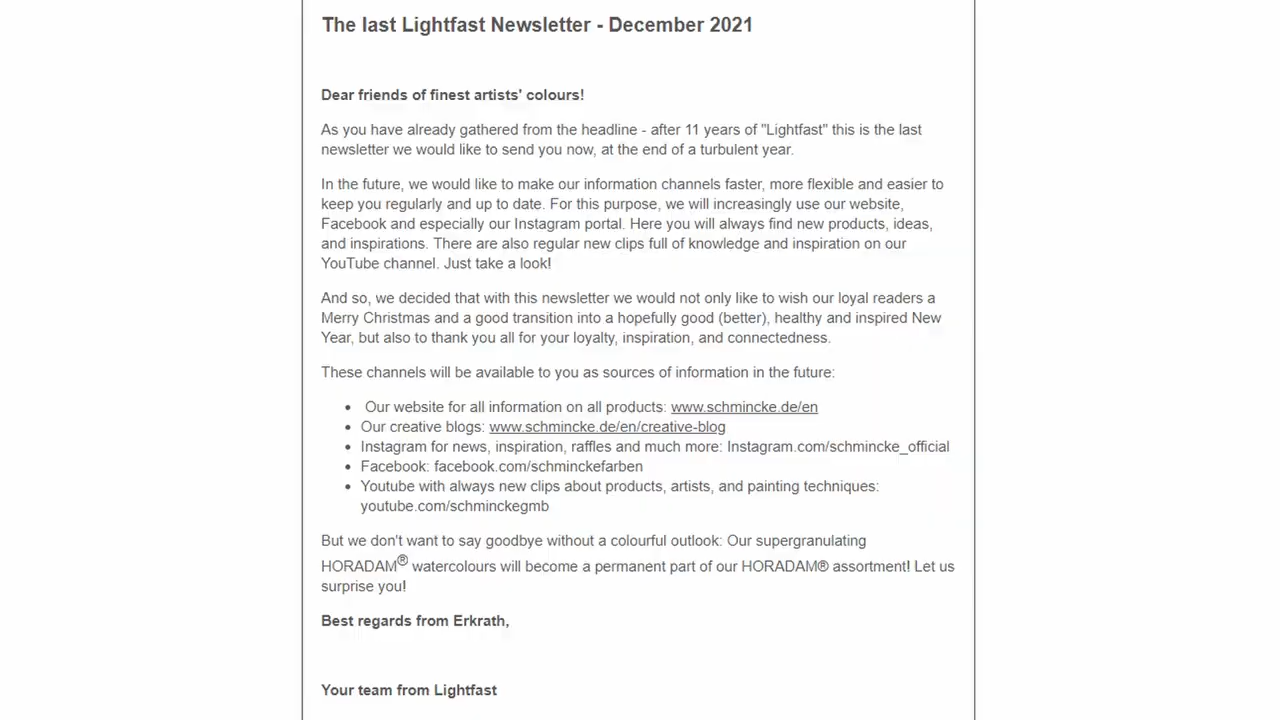 The last Lightfast Newsletter - December 2021
Dear friends of finest artists' colours!
As you have already gathered from the headline - after 11 years of "Lightfast" this is the last
newsletter we would like to send you now, at the end of a turbulent year.
In the future, we would like to make our information channels faster, more flexible and easier to
keep you regularly and up to date. For this purpose, we will increasingly use our website,
Facebook and especially our Instagram portal. Here you will always find new products, ideas,
and inspirations. There are also regular new clips full of knowledge and inspiration on our
YouTube channel. Just take a look!
And so, we decided that with this newsletter we would not only like to wish our loyal readers a
Merry Christmas and a good transition into a hopefully good (better), healthy and inspired New
Year, but also to thank you all for your loyalty, inspiration, and connectedness.
These channels will be available to you as sources of information in the future:
• Our website for all information on all products: www.schmincke.de/en
• Our creative blogs: www.schmincke.de/en/creative-blog
• Instagram for news, inspiration, raffles and much more: Instagram.com/schmincke_official
• Facebook: facebook.com/schminckefarben
• Youtube with always new clips about products, artists, and painting techniques:
youtube.com/schminckegmb
But we don't want to say goodbye without a colourful outlook: Our supergranulating
HORADAM® watercolours will become a permanent part of our HORADAM® assortment! Let us
surprise you!
Best regards from Erkrath,
Your team from Lightfast